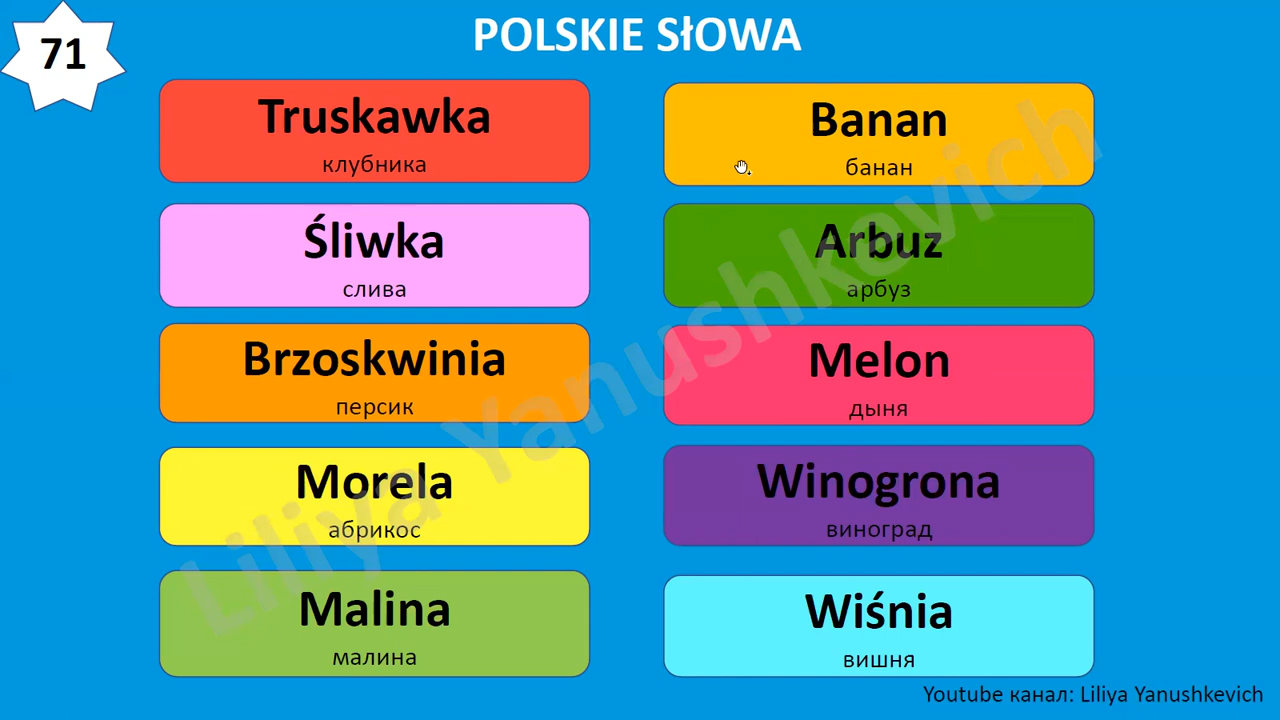 71
POLSKIE SŁOWA
Truskawka
клубника
Śliwka
слива
Brzoskwinia
персик
Morela
абрикос
Malina
малина
Banan
банан
Arbuz
арбуз
Melon
дыня
Winogrona
виноград
Wiśnia
вишня
Liliya Yanushkevich
Youtube канал: Liliya Yanushkevich